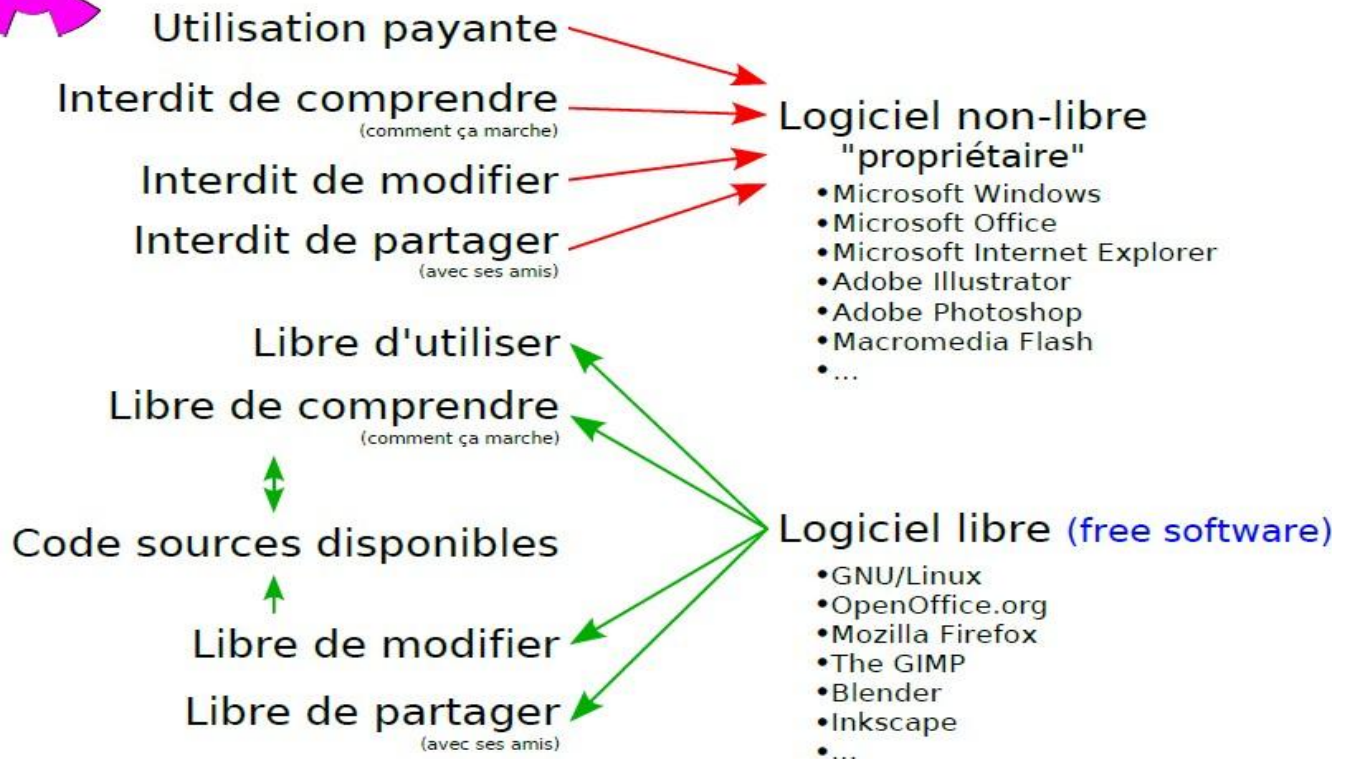 Utilisation payante
Interdit de comprendre
(comment ça marche)
Interdit de modifier
Interdit de partager
(avec ses amis)
Logiciel non-libre
"propriétaire"
•Microsoft Windows
•Microsoft Office
•Microsoft Internet Explorer
•Adobe Illustrator
•Adobe Photoshop
•Macromedia Flash
•...
Libre d'utiliser
Libre de comprendre
(comment ça marche)
Code sources disponibles
Libre de modifier
Libre de partager
(avec ses amis)
Logiciel libre (free software)
•GNU/Linux
•OpenOffice.org
•Mozilla Firefox
•The GIMP
•Blender
•Inkscape
•...